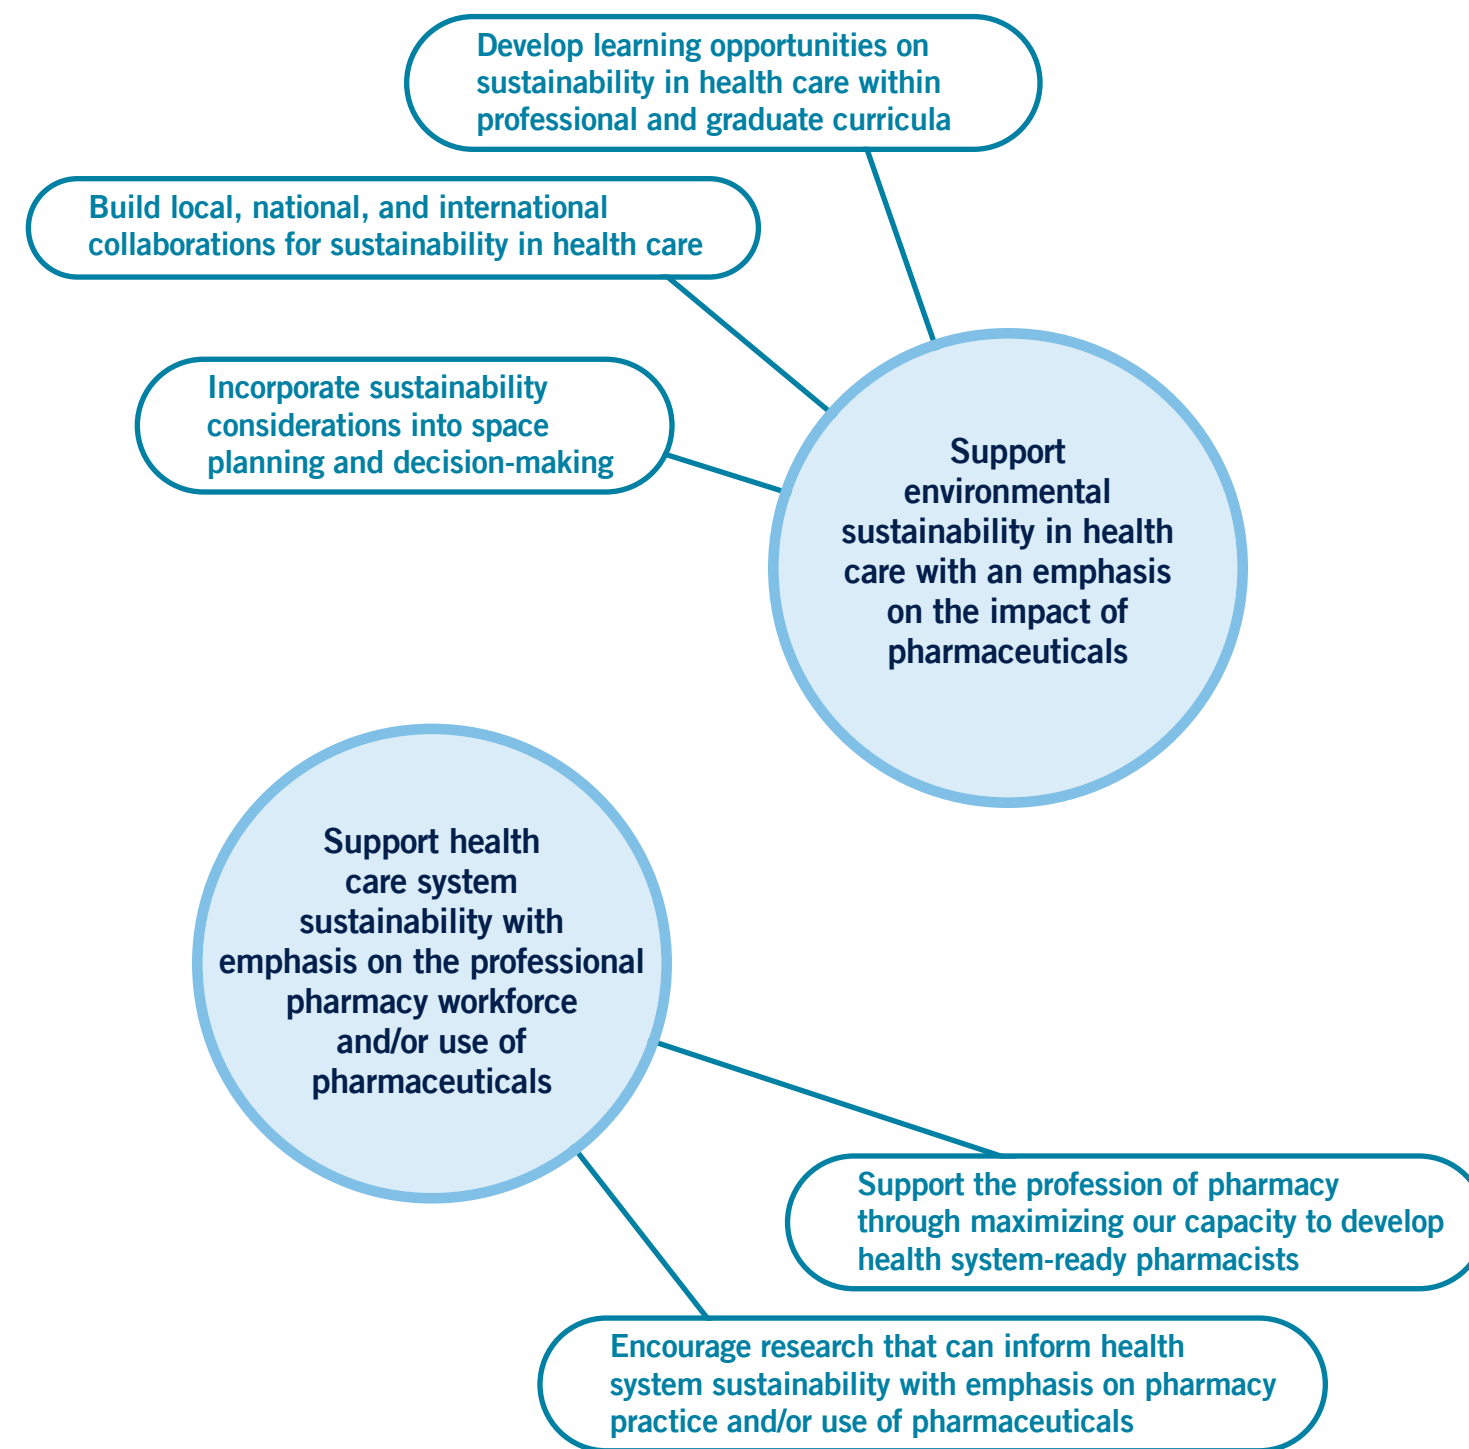 Develop learning opportunities on
sustainability in health care within
professional and graduate curricula
Build local, national, and international
collaborations for sustainability in health care
Incorporate sustainability
considerations into space
planning and decision-making
Support
environmental
sustainability in health
care with an emphasis
on the impact of
pharmaceuticals
Support health
care system
sustainability with
emphasis on the professional
pharmacy workforce
and/or use of
pharmaceuticals
Support the profession of pharmacy
through maximizing our capacity to develop
health system-ready pharmacists
Encourage research that can inform health
system sustainability with emphasis on pharmacy
practice and/or use of pharmaceuticals